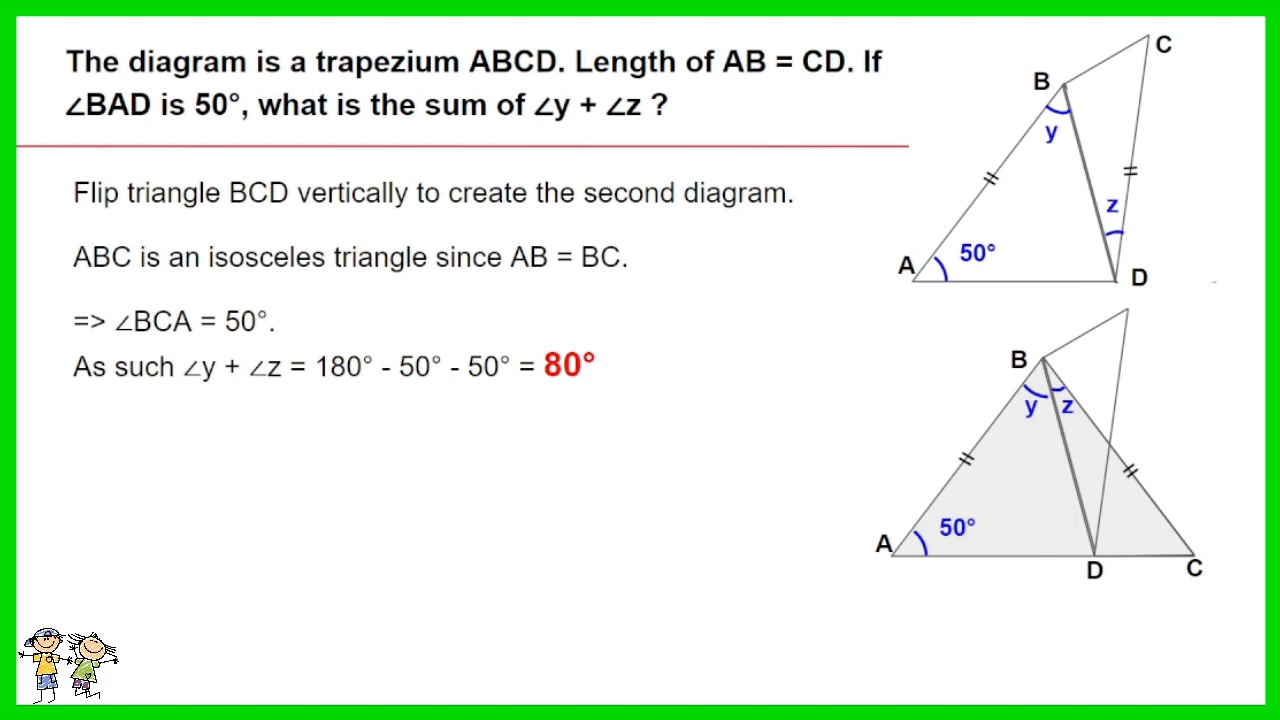 The diagram is a trapezium ABCD. Length of AB = CD. If
∠BAD is 50°, what is the sum of ∠y + ∠z ?
Flip triangle BCD vertically to create the second diagram.
ABC is an isosceles triangle since AB = BC.
=> ∠BCA = 50°.
As such ∠y + ∠z = 180° - 50° - 50° = 80°
C
B
y
z
50°
A
D
B
y z
50°
A
D
C